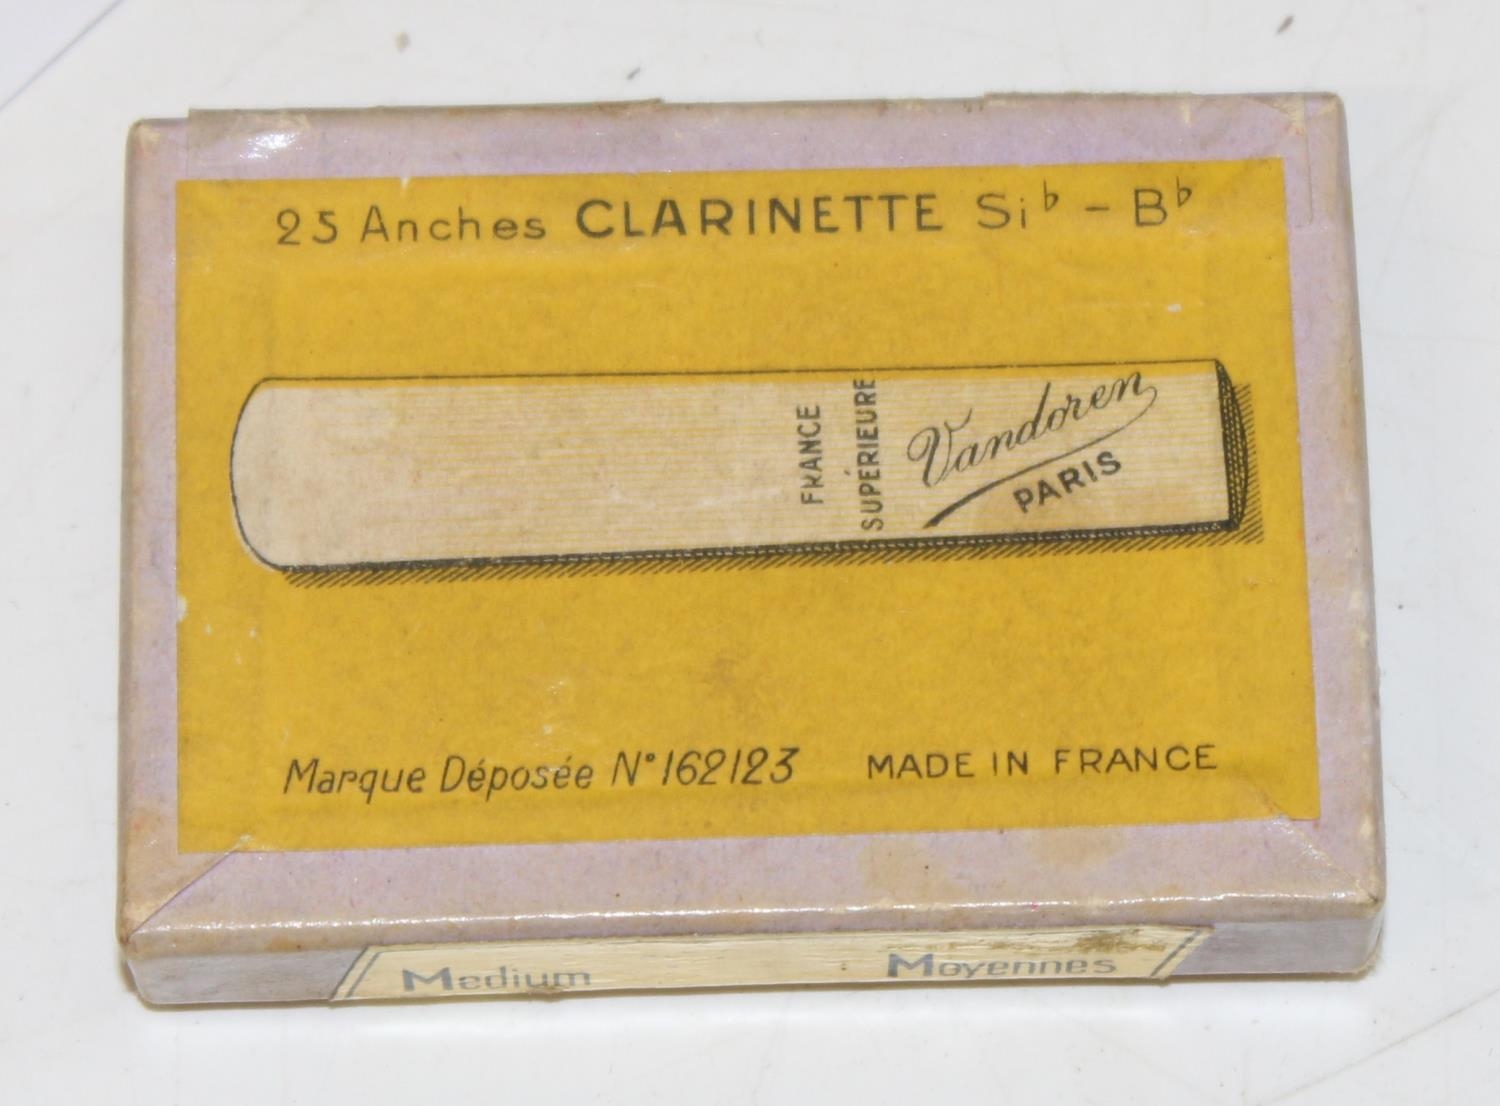 25 Anches CLARINETTE Si♭ - B♭
FRANCE
SUPÉRIEURE
Vandoren
PARIS
Marque Déposée N° 162123 MADE IN FRANCE
Medium Moyennes